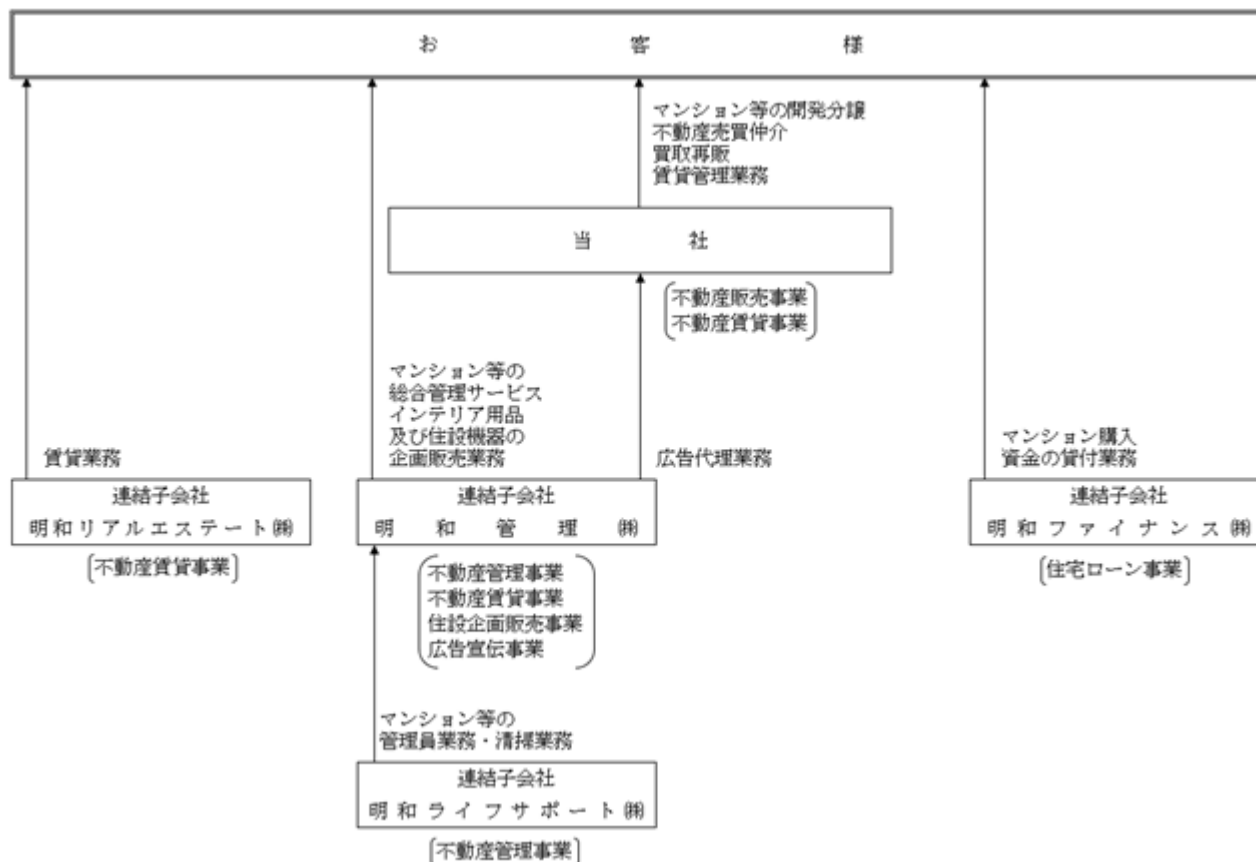 お客様
マンション等の開発分譲
不動産売買仲介
買取再販
賃貸管理業務
当社
不動産販売事業
不動産賃貸事業
マンション等の
総合管理サービス
インテリア用品
及び住設機器の
企画販売業務
賃貸業務
広告代理業務
マンション購入
資金の貸付業務
連結子会社
明和リアルエステート㈱
不動産賃貸事業
連結子会社
明和管理㈱
不動産管理事業
不動産賃貸事業
住設企画販売事業
広告宣伝事業
連結子会社
明和ファイナンス㈱
住宅ローン事業
マンション等の
管理員業務・清掃業務
連結子会社
明和ライフサポート㈱
不動産管理事業